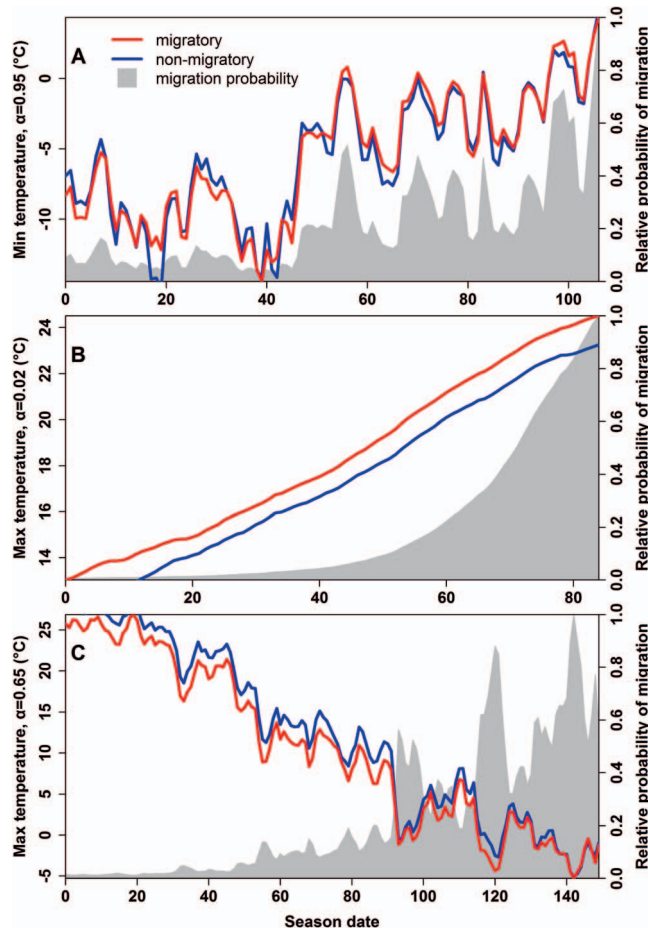 A
migratory
non-migratory
migration probability
Min temperature, α=0.95 (°C)
0
-5
-10
Relative probability of migration
1.0
0.8
0.6
0.4
0.2
0.0
0 20 40 60 80 100
B
Max temperature, α=0.02 (°C)
24
22
20
18
16
14
Relative probability of migration
1.0
0.8
0.6
0.4
0.2
0.0
0 20 40 60 80
C
Max temperature, α=0.65 (°C)
25
20
15
10
5
0
-5
Relative probability of migration
1.0
0.8
0.6
0.4
0.2
0.0
0 20 40 60 80 100 120 140
Season date